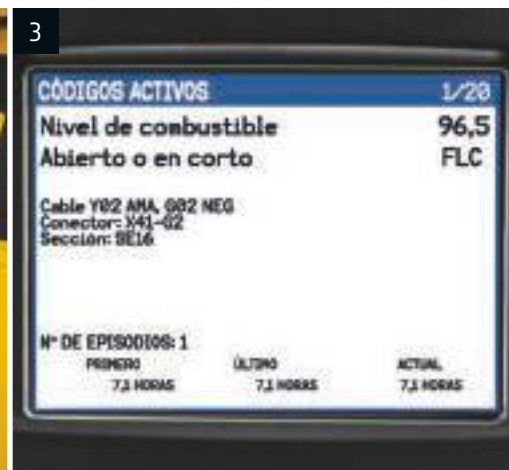 3
CÓDIGOS ACTIVOS 1/20
Nivel de combustible 96,5
Abierto o en corto FLC
Cable Y02 AMA, G02 NEG
Conector: X41-G2
Sección: SE16
Nº DE EPISODIOS: 1
PRIMERO ÚLTIMO ACTUAL
7,1 HORAS 7,1 HORAS 7,1 HORAS